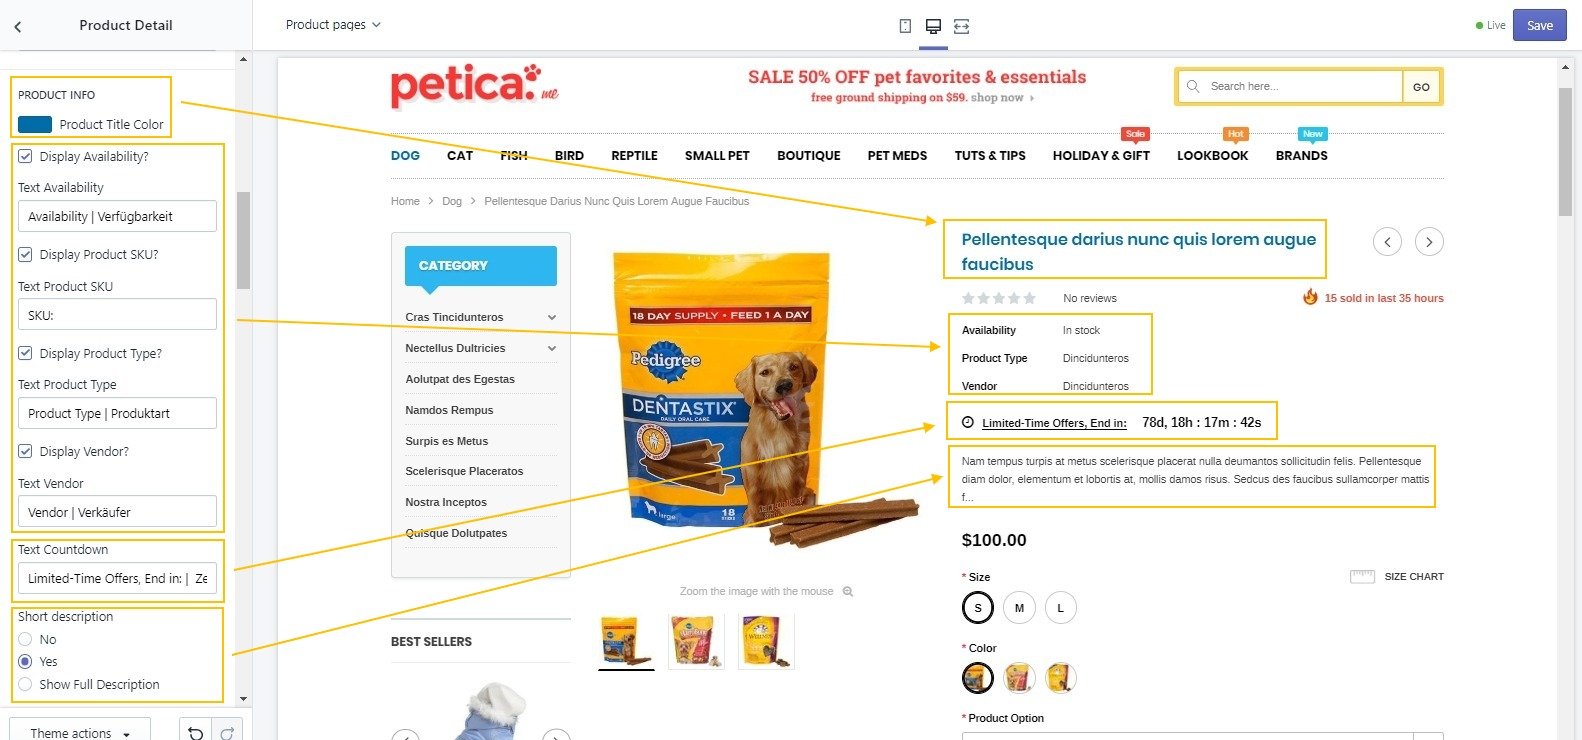 Product Detail
Product pages
Live
Save
PRODUCT INFO
Product Title Color
Display Availability?
Text Availability
Availability | Verfügbarkeit
Display Product SKU?
Text Product SKU
SKU:
Display Product Type?
Text Product Type
Product Type | Produktart
Display Vendor?
Text Vendor
Vendor | Verkäufer
Text Countdown
Limited-Time Offers, End in: | Ze
Short description
No
Yes
Show Full Description
Theme actions
petica.me
SALE 50% OFF pet favorites & essentials
free ground shipping on $59. shop now
Search here...
GO
Sale
Hot
New
DOG CAT FISH BIRD REPTILE SMALL PET BOUTIQUE PET MEDS TUTS & TIPS HOLIDAY & GIFT LOOKBOOK BRANDS
Home > Dog > Pellentesque Darius Nunc Quis Lorem Augue Faucibus
CATEGORY
Cras Tincidunteros
Nectellus Dultricies
Aolutpat des Egestas
Namdos Rempus
Surpis es Metus
Scelerisque Placeratos
Nostra Inceptos
Quisque Dolutpates
BEST SELLERS
18 DAY SUPPLY • FEED 1 A DAY
Pedigree
DENTASTIX
DAILY ORAL CARE
large
18
Zoom the image with the mouse
Pellentesque darius nunc quis lorem augue
faucibus
No reviews
15 sold in last 35 hours
Availability In stock
Product Type Dincidunteros
Vendor Dincidunteros
Limited-Time Offers, End in: 78d, 18h : 17m : 42s
Nam tempus turpis at metus scelerisque placerat nulla deumantos sollicitudin felis. Pellentesque
diam dolor, elementum et lobortis at, mollis damos risus. Sedcus des faucibus sullamcorper mattis
f...
$100.00
* Size
SIZE CHART
S M L
* Color
* Product Option